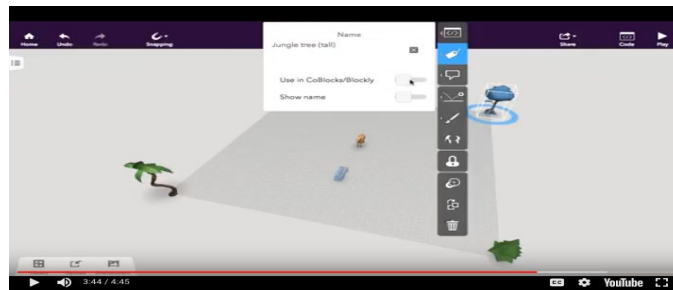 Name
Jungle tree (tall)
Use in CoBlocks/Blockly
Show name
Home
Undo
Redo
Snapping
Share
Code
Play
3:44 / 4:45
CC
YouTube